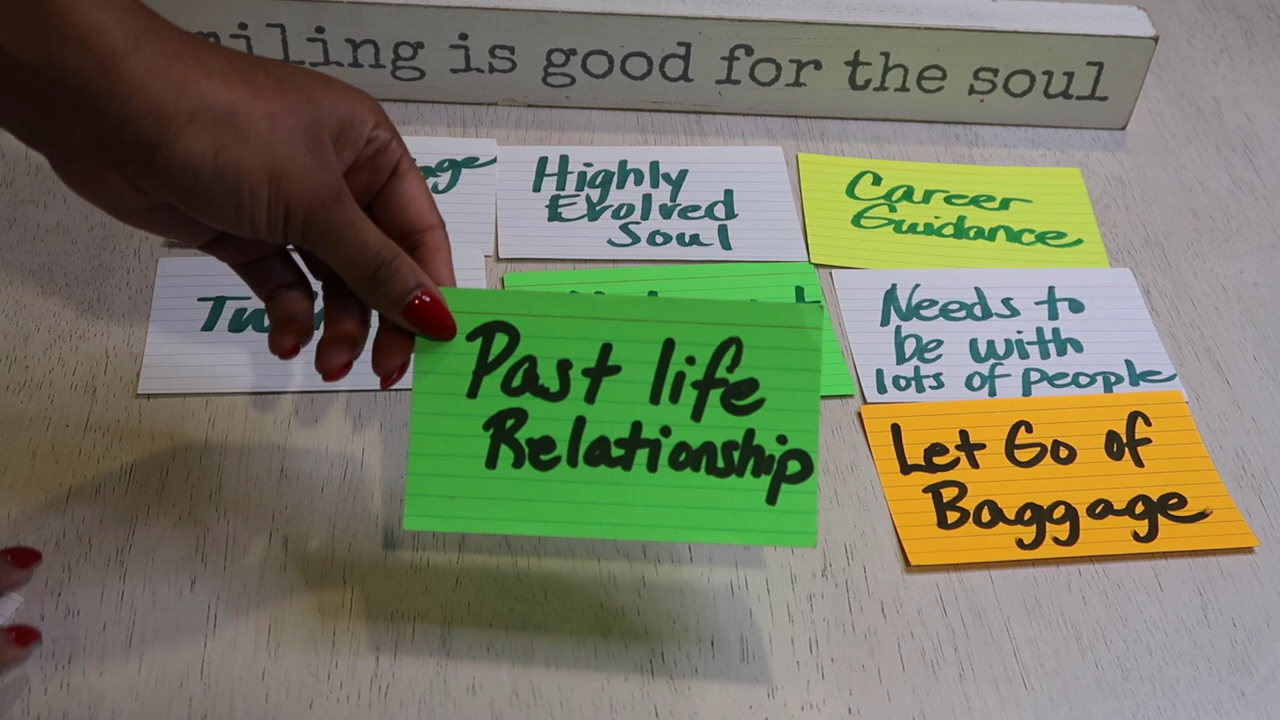 iling is good for the soul
Highly
Evolved
Soul
Career
Guidance
Needs to
be with
lots of people
Past life
Relationship
Let Go of
Baggage